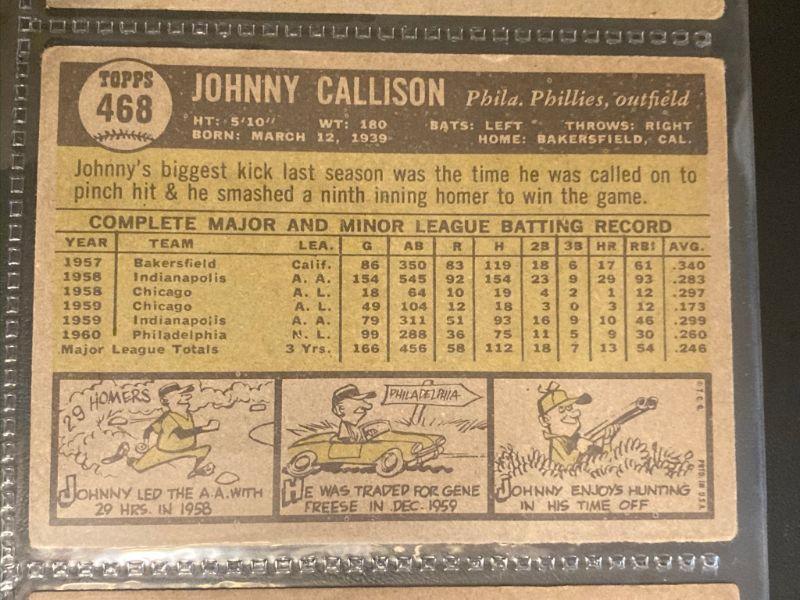 TOPPS
468
JOHNNY CALLISON Phila. Phillies, outfield
HT: 5'10" WT: 180 BATS: LEFT THROWS: RIGHT
BORN: MARCH 12, 1939 HOME: BAKERSFIELD, CAL.
Johnny's biggest kick last season was the time he was called on to
pinch hit & he smashed a ninth inning homer to win the game.
COMPLETE MAJOR AND MINOR LEAGUE BATTING RECORD
YEAR TEAM LEA. G AB R H 2B 3B HR RBI AVG.
1957 Bakersfield Calif. 86 350 83 119 18 6 17 61 .340
1958 Indianapolis A. A. 154 545 92 154 23 9 29 93 .283
1958 Chicago A. L. 18 64 10 19 4 2 1 12 .297
1959 Chicago A. L. 49 104 12 18 3 0 3 12 .173
1959 Indianapolis A. A. 79 311 51 93 16 9 10 46 .299
1960 Philadelphia N. L. 99 288 36 75 11 5 9 30 .260
Major League Totals 3 Yrs. 166 456 58 112 18 7 13 54 .246
29 HOMERS
JOHNNY LED THE A.A. WITH
29 HRS. IN 1958
PHILADELPHIA
HE WAS TRADED FOR GENE
FREESE IN DEC. 1959
JOHNNY ENJOYS HUNTING
IN HIS TIME OFF
©T.C.G.
PRTD. IN U.S.A.